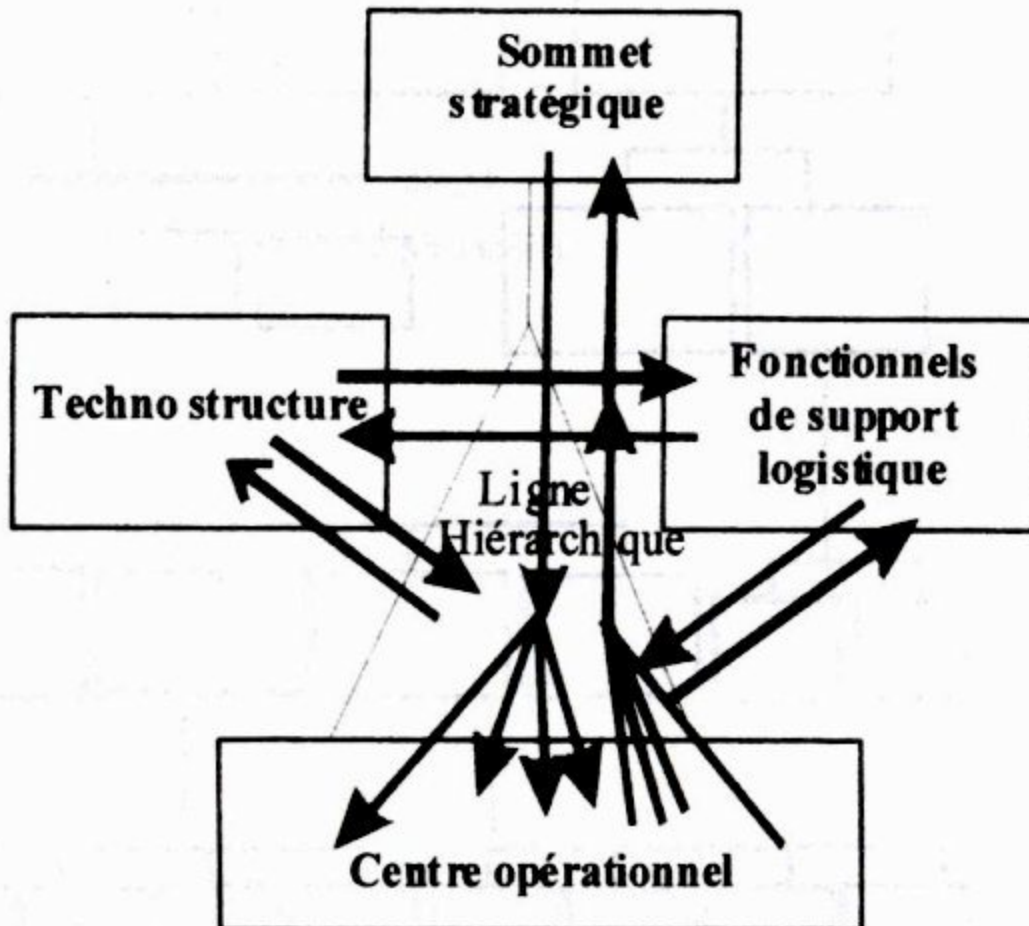 Sommet
stratégique
Techno structure
Fonctionnels
de support
logistique
Ligne
Hiérarchique
Centre opérationnel